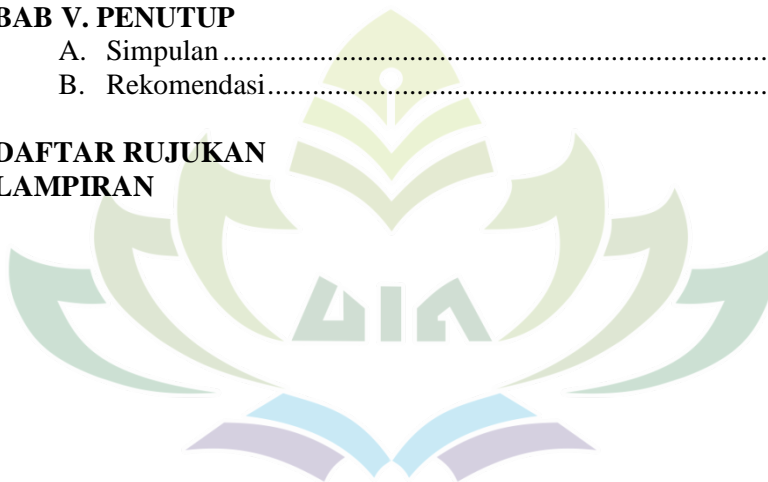 BAB V. PENUTUP
A. Simpulan ..........................................................................
B. Rekomendasi....................................................................
DAFTAR RUJUKAN
LAMPIRAN